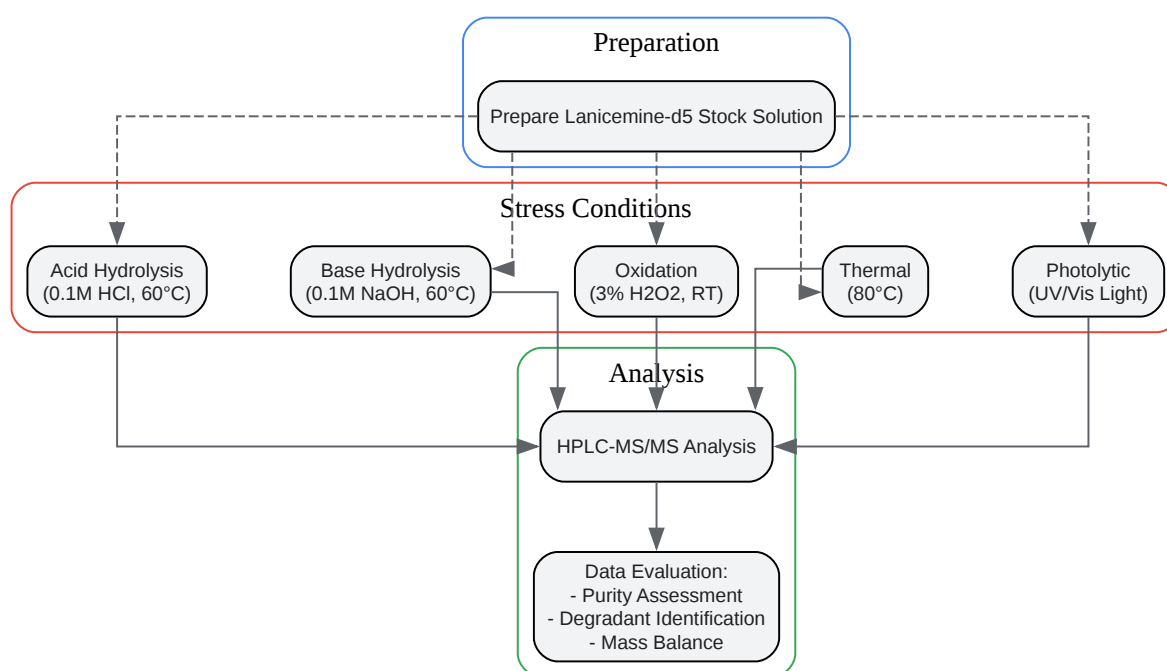 Preparation
Prepare Lanicemine-d5 Stock Solution
Stress Conditions
Acid Hydrolysis
(0.1M HCl, 60°C)
Base Hydrolysis
(0.1M NaOH, 60°C)
Oxidation
(3% H2O2, RT)
Thermal
(80°C)
Photolytic
(UV/Vis Light)
Analysis
HPLC-MS/MS Analysis
Data Evaluation:
- Purity Assessment
- Degradant Identification
- Mass Balance